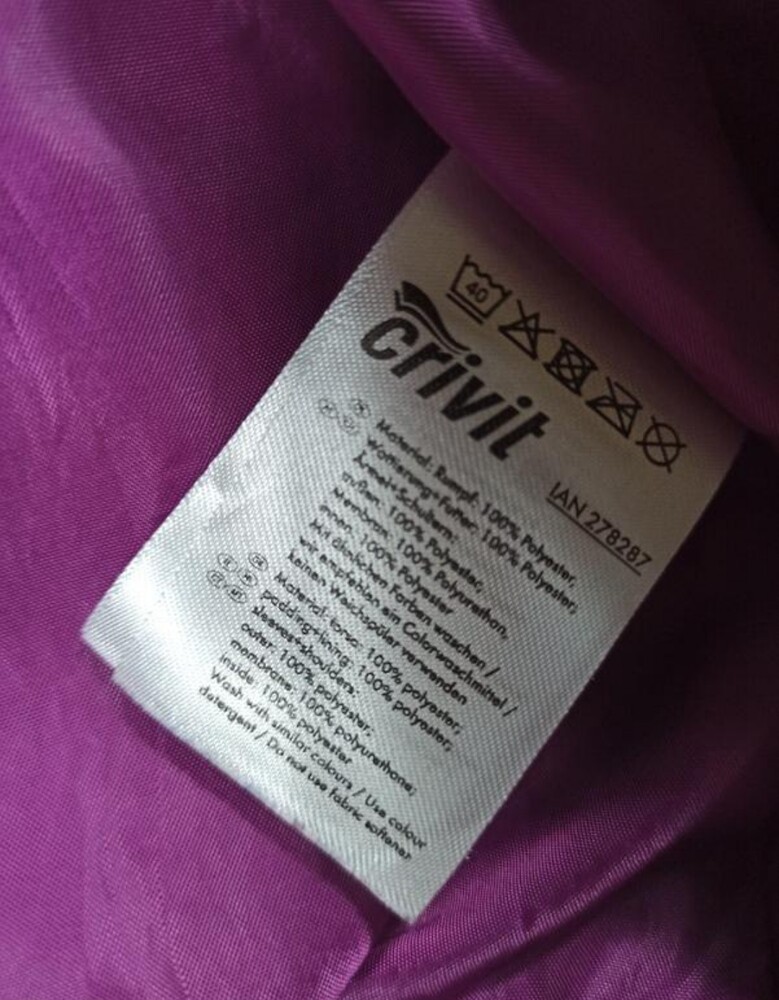 40
crivit
IAN 278287
Material: Rumpf: 100% Polyester,
Wattierung+Futter: 100% Polyester,
Ärmel+Schultern:
außen: 100% Polyester,
Membran: 100% Polyurethan,
innen: 100% Polyester
Mit ähnlichen Farben waschen /
wir empfehlen ein Colorwaschmittel /
keinen Weichspüler verwenden
Material: torso: 100% polyester;
padding+lining: 100% polyester;
sleeves+shoulders:
outer: 100% polyester,
membrane: 100% polyurethane;
inside: 100% polyester
Wash with similar colours / Use colour
detergent / Do not use fabric softener